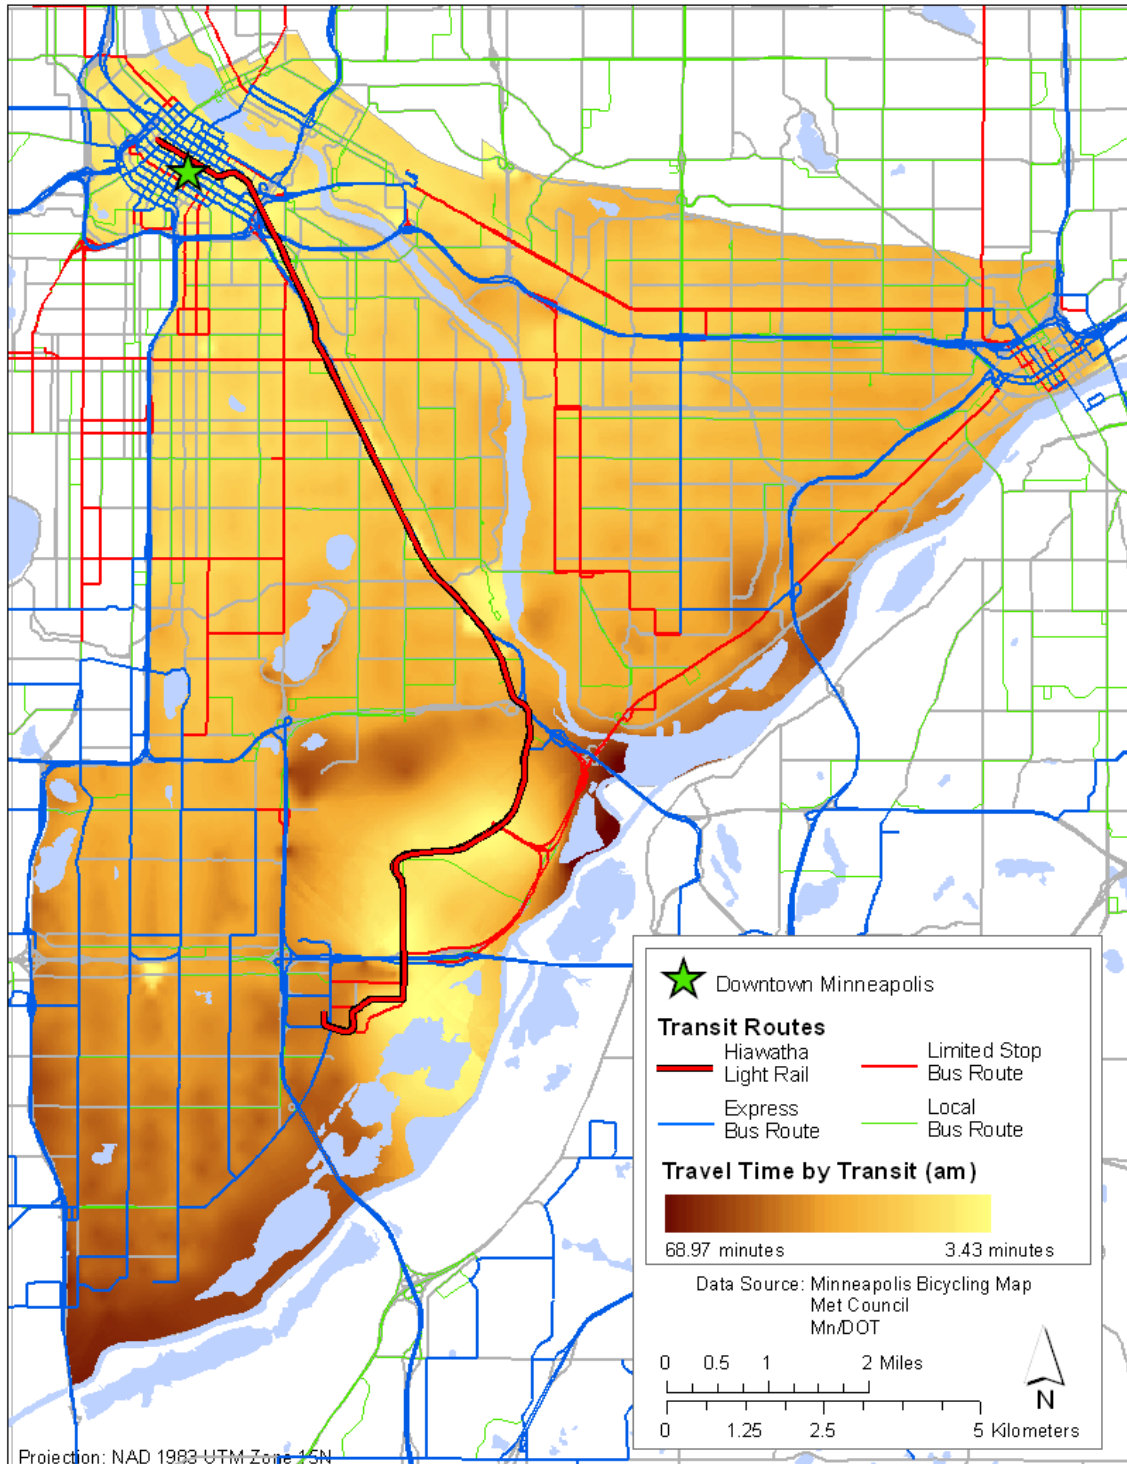 Downtown Minneapolis
Transit Routes
Hiawatha
Light Rail
Limited Stop
Bus Route
Express
Bus Route
Local
Bus Route
Travel Time by Transit (am)
68.97 minutes 3.43 minutes
Data Source: Minneapolis Bicycling Map
Met Council
Mn/DOT
0 0.5 1 2 Miles
0 1.25 2.5 5 Kilometers
N
Projection: NAD 1983 UTM Zone 15N